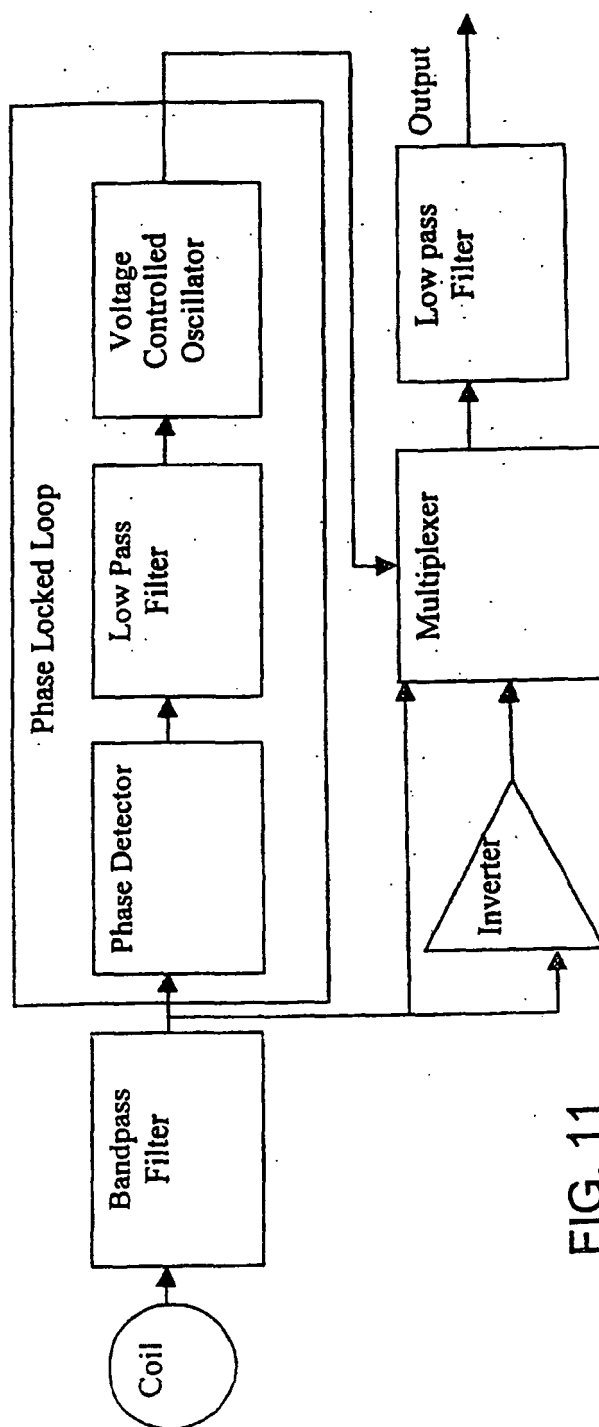 Phase Locked Loop
Coil
Bandpass
Filter
Phase Detector
Low Pass
Filter
Voltage
Controlled
Oscillator
Inverter
Multiplexer
Low pass
Filter
Output
FIG. 11